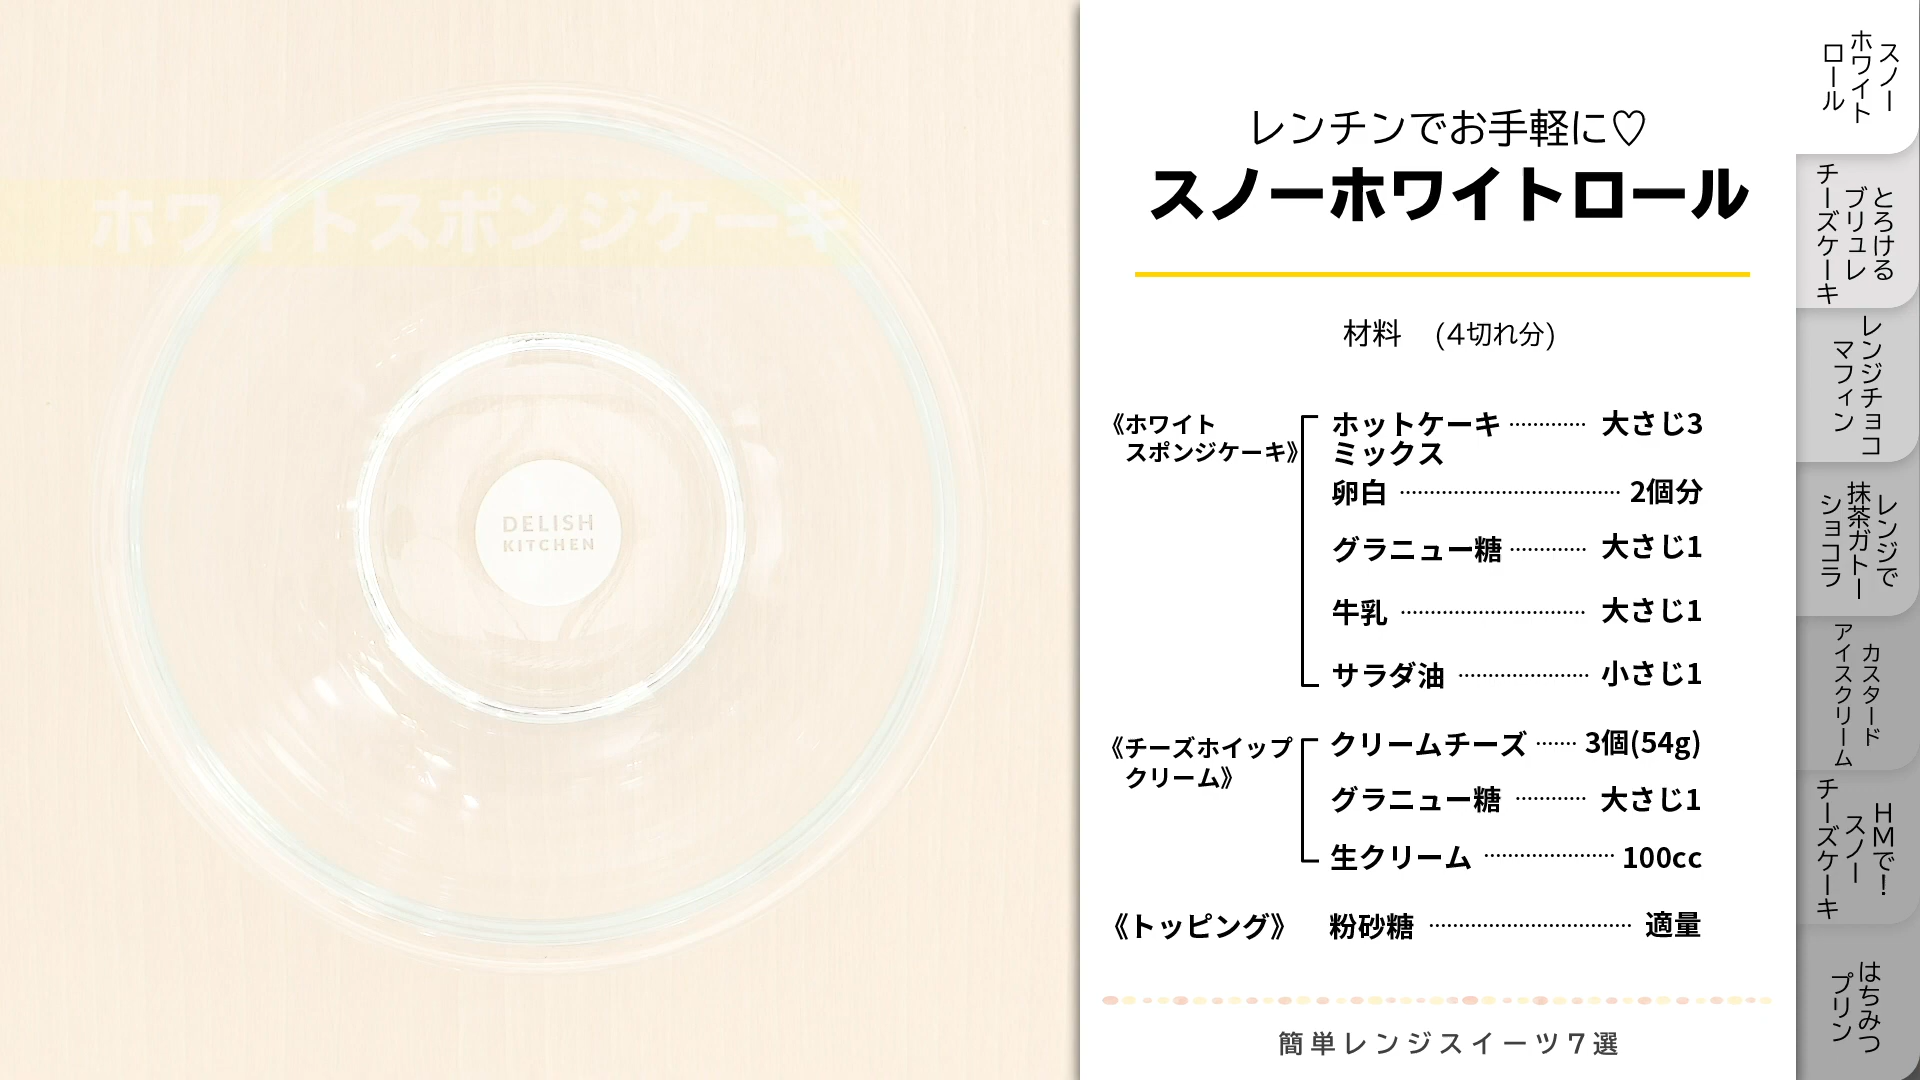 ホワイトスポンジケーキ
DELISH
KITCHEN
レンチンでお手軽に♡
スノーホワイトロール
材料 (4切れ分)
《ホワイト
スポンジケーキ》
ホットケーキ ………… 大さじ3
ミックス
卵白 ………… 2個分
グラニュー糖 ………… 大さじ1
牛乳 ………… 大さじ1
サラダ油 ………… 小さじ1
《チーズホイップ
クリーム》
クリームチーズ …… 3個(54g)
グラニュー糖 ………… 大さじ1
生クリーム ………… 100cc
《トッピング》 粉砂糖 ………… 適量
簡単レンジスイーツ7選
スノー
ホワイト
ロール
とろける
ブリュレ
チーズケーキ
レンジチョコ
マフィン
レンジで
抹茶ガトー
ショコラ
カスタード
アイスクリーム
HMで!
スノー
チーズケーキ
はちみつ
プリン